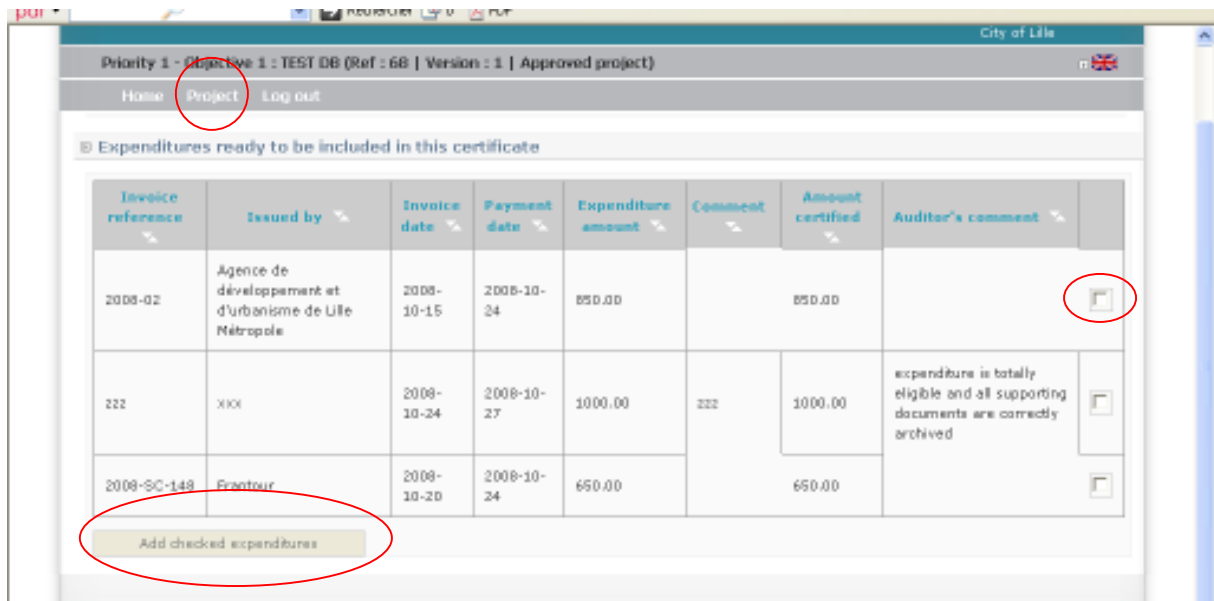 Rechercher
PDF
City of Lille
Priority 1 - Objective 1 : TEST DB (Ref : 68 | Version : 1 | Approved project)
Home Project Log out
Expenditures ready to be included in this certificate
Invoice reference
Issued by
Invoice date
Payment date
Expenditure amount
Comment
Amount certified
Auditor's comment
2008-02
Agence de
développement et
d'urbanisme de Lille
Métropole
2008-
10-15
2008-10-
24
850.00
850.00
zzz
xxx
2008-
10-24
2008-10-
27
1000.00
zzz
1000.00
expenditure is totally
eligible and all supporting
documents are correctly
archived
2008-SC-148
Frantour
2008-
10-20
2008-10-
24
650.00
650.00
Add checked expenditures